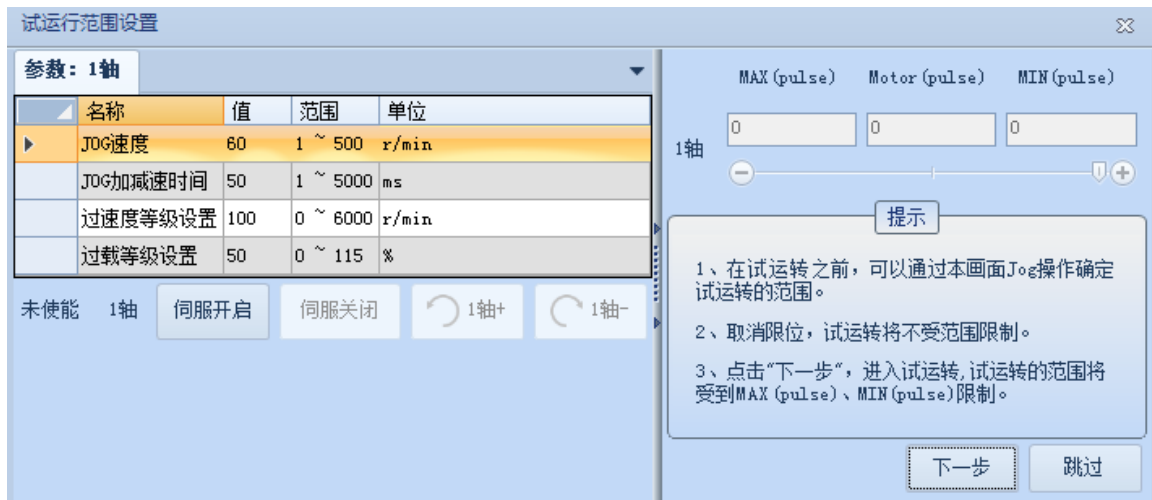 试运行范围设置
参数: 1轴
名称 值 范围 单位
JOG速度 60 1 ~ 500 r/min
JOG加减速时间 50 1 ~ 5000 ms
过速度等级设置 100 0 ~ 6000 r/min
过载等级设置 50 0 ~ 115 %
未使能 1轴 伺服开启 伺服关闭 1轴+ 1轴-
MAX(pulse) Motor(pulse) MIN(pulse)
1轴 0 0 0
提示
1、在试运转之前，可以通过本画面Jog操作确定
试运转的范围。
2、取消限位，试运转将不受范围限制。
3、点击“下一步”，进入试运转,试运转的范围将
受到MAX(pulse)、MIN(pulse)限制。
下一步 跳过